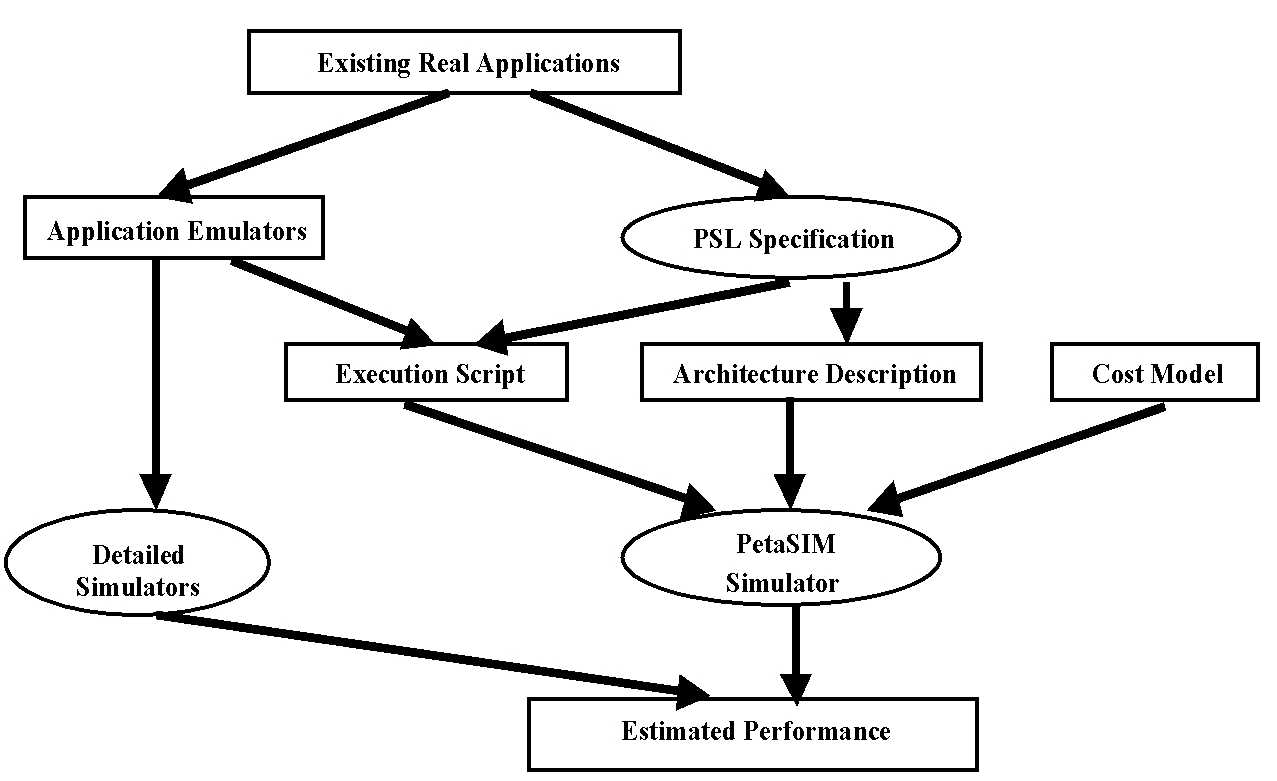 Existing Real Applications
Application Emulators
PSL Specification
Execution Script
Architecture Description
Cost Model
Detailed
Simulators
PetaSIM
Simulator
Estimated Performance